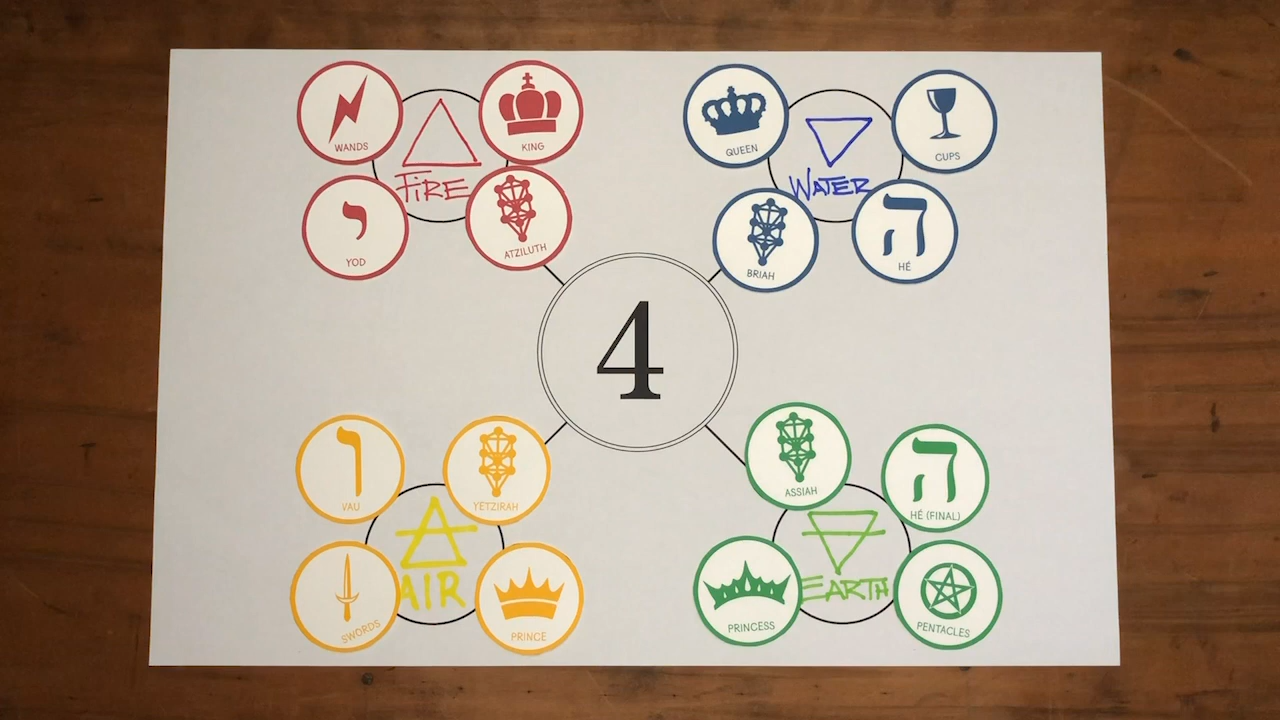 WANDS
KING
FIRE
י
YOD
ATZILUTH
QUEEN
CUPS
WATER
BRIAH
ה
HÉ
4
ו
VAU
YETZIRAH
AIR
SWORDS
PRINCE
ASSIAH
ה
HÉ (FINAL)
EARTH
PRINCESS
PENTACLES